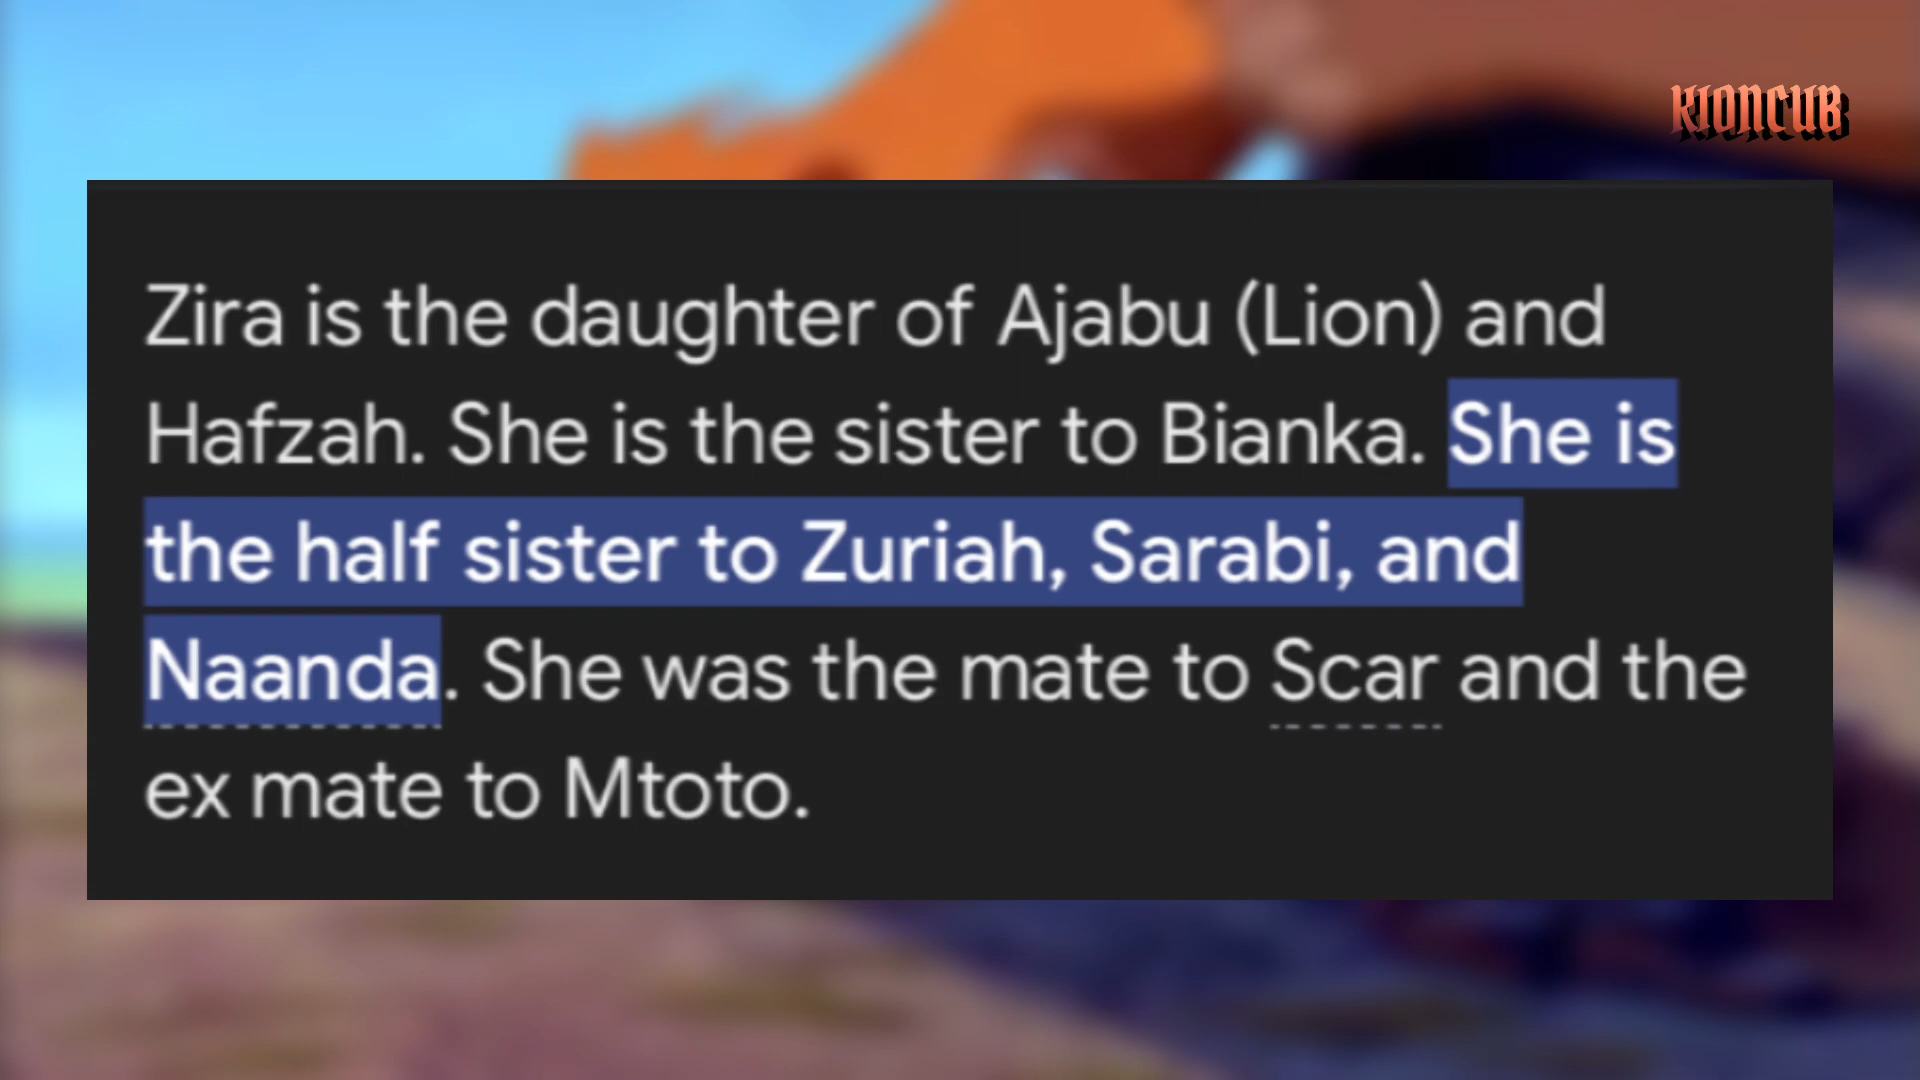 KIONCUB
Zira is the daughter of Ajabu (Lion) and
Hafzah. She is the sister to Bianka. She is
the half sister to Zuriah, Sarabi, and
Naanda. She was the mate to Scar and the
ex mate to Mtoto.